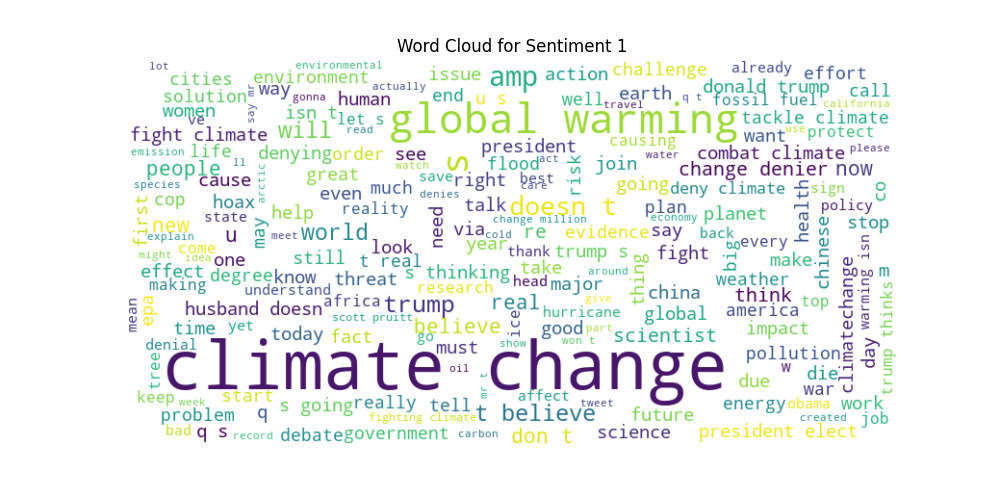 Word Cloud for Sentiment 1
lot
environmental
cities
environment
actually
issue
amp
action
challenge
already
effort
solution
way
gonna
human
end
u s
well
travel
earth
q t
donald trump
fossil fuel
call
california
women
ve
say mr
isn t
let s
read
global warming
tackle climate
use
protect
fight climate
will
causing
want
please
emission
life
ll
denying
order
see
watch
s
president
flood
act
risk
join
water
combat climate
change denier
now
people
species
cause
arctic
great
save
right
best
care
going
deny climate
health
sign
co
first
cop
hoax
even
much
denies
talk
doesn t
plan
planet
policy
state
may
help
reality
need
change million
economy
back
stop
new
u
explain
meet
world
look
via
cold
re
evidence
say
every
chinese
might
come
idea
one
still
t real
year
thank
trump s
fight
big
make
m
effect
degree
know
threat
s thinking
take
around
thing
weather
climatechange
warming isn
making
understand
research
head
major
china
think
top
trump thinks
mean
epa
husband doesn
africa
trump
real
hurricane
give
global
america
day
time
yet
today
scott pruitt
fact
believe
go
ice
good
part
scientist
impact
denial
tree
must
show
won t
pollution
climate change
oil
mr t
w
die
due
war
keep
week
start
really
tell
affect
tweet
energy
obama
work
problem
q
s going
fighting climate
t believe
future
created
job
bad
q s
record
debate
government
carbon
don t
science
president elect